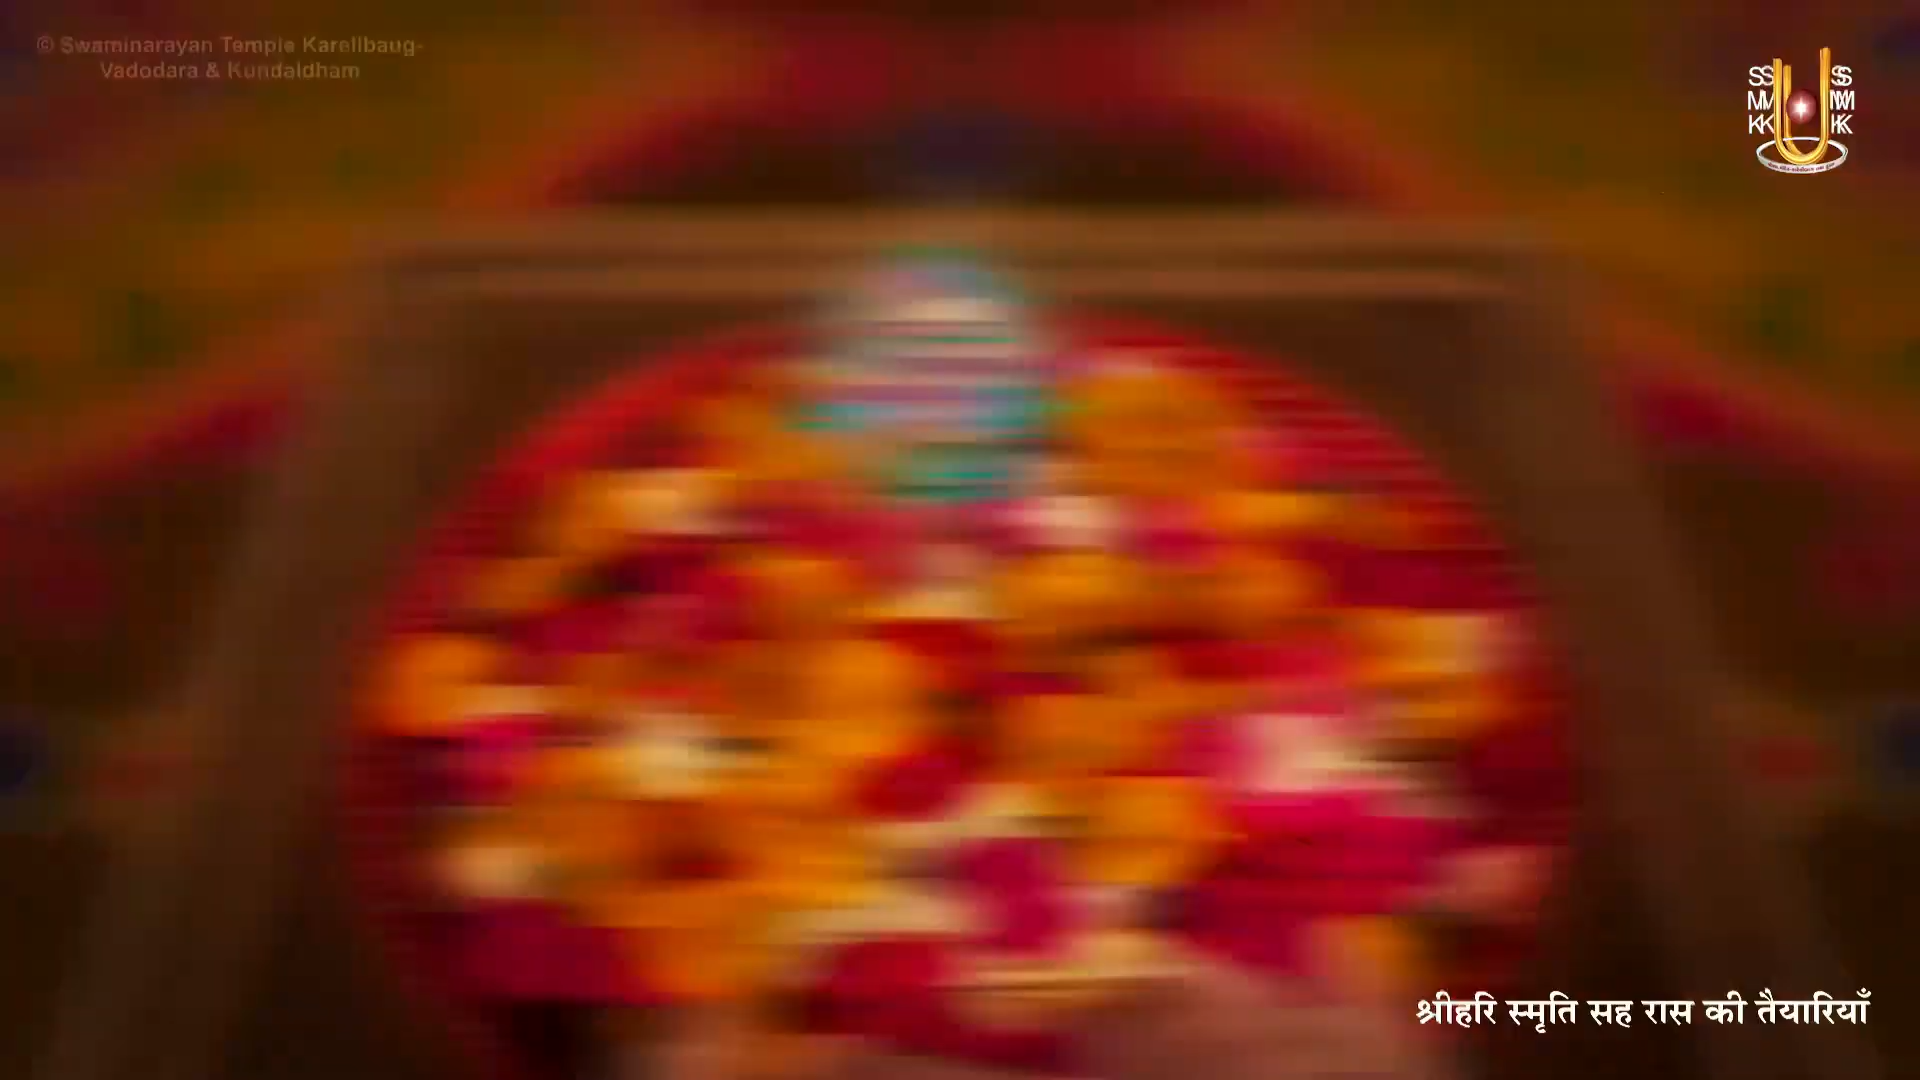 © Swaminarayan Temple Karelibaug-
Vadodara & Kundaldham
SS SS
MM MM
KK KK
श्रीहरि स्मृति सह रास की तैयारियाँ